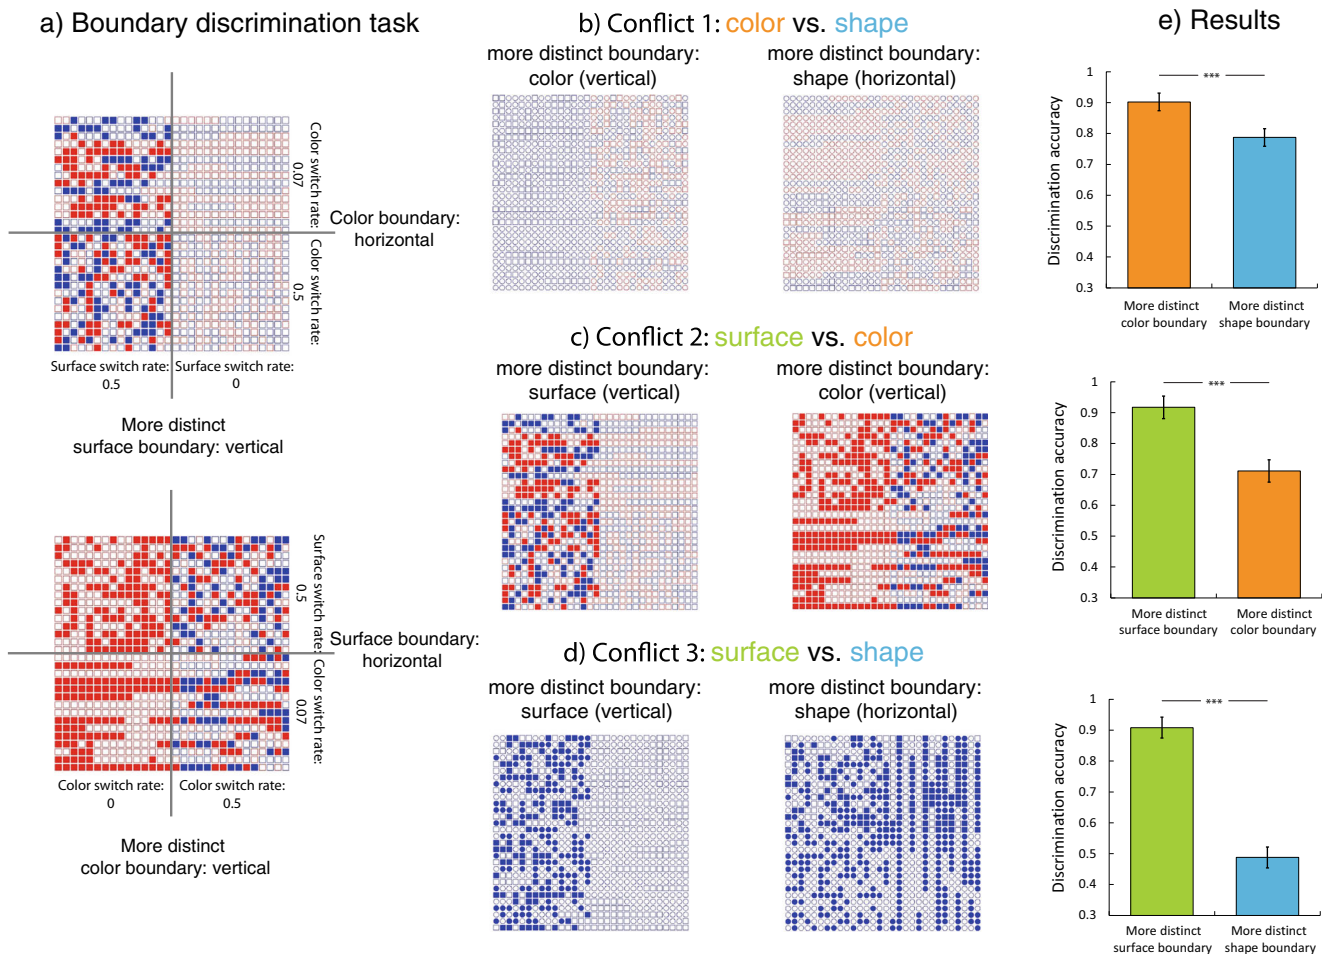 a) Boundary discrimination task
Color switch rate:
0.07
Color switch rate:
0.5
Color boundary:
horizontal
Surface switch rate:
0.5
Surface switch rate:
0
More distinct
surface boundary: vertical
Surface switch rate:
0.5
Color switch rate:
0.07
Surface boundary:
horizontal
Color switch rate:
0
Color switch rate:
0.5
More distinct
color boundary: vertical
b) Conflict 1: color vs. shape
more distinct boundary:
color (vertical)
more distinct boundary:
shape (horizontal)
c) Conflict 2: surface vs. color
more distinct boundary:
surface (vertical)
more distinct boundary:
color (vertical)
d) Conflict 3: surface vs. shape
more distinct boundary:
surface (vertical)
more distinct boundary:
shape (horizontal)
e) Results
Discrimination accuracy
1
0.9
0.8
0.7
0.6
0.5
0.4
0.3
***
More distinct
color boundary
More distinct
shape boundary
Discrimination accuracy
1
0.9
0.8
0.7
0.6
0.5
0.4
0.3
***
More distinct
surface boundary
More distinct
color boundary
Discrimination accuracy
1
0.9
0.8
0.7
0.6
0.5
0.4
0.3
***
More distinct
surface boundary
More distinct
shape boundary